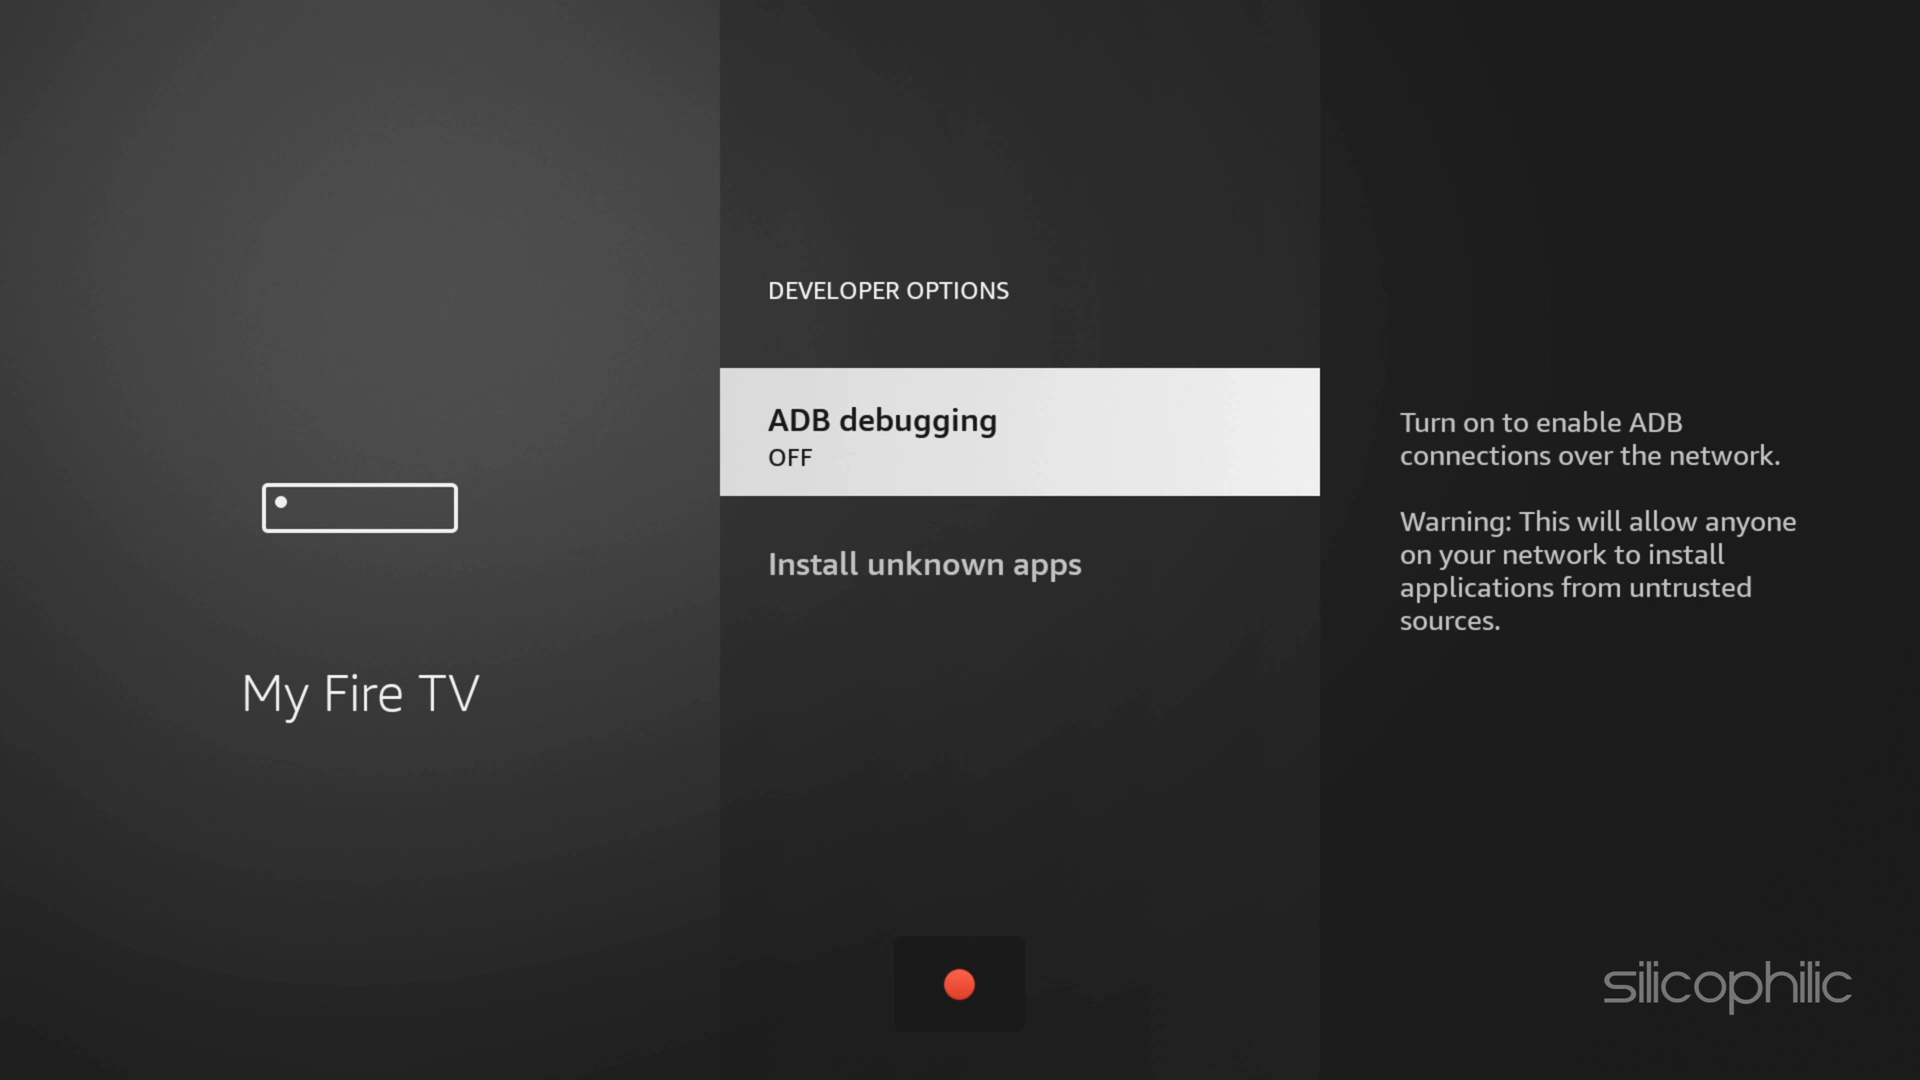 DEVELOPER OPTIONS
ADB debugging
OFF
Install unknown apps
My Fire TV
Turn on to enable ADB
connections over the network.
Warning: This will allow anyone
on your network to install
applications from untrusted
sources.
silicophilic